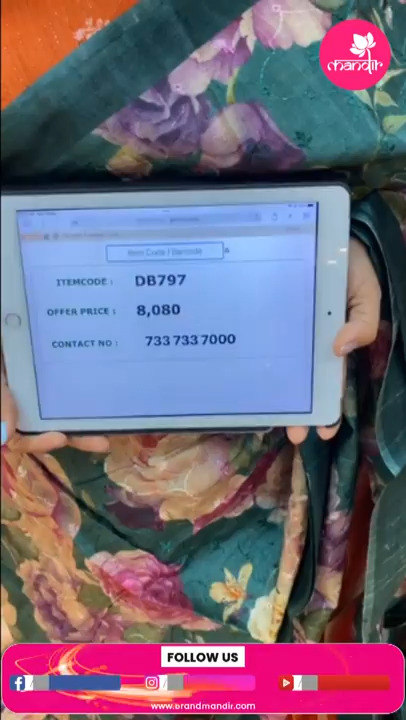 mandir
Item Code / Barcode
ITEMCODE : DB797
OFFER PRICE : 8,080
CONTACT NO : 733 733 7000
FOLLOW US
www.brandmandir.com